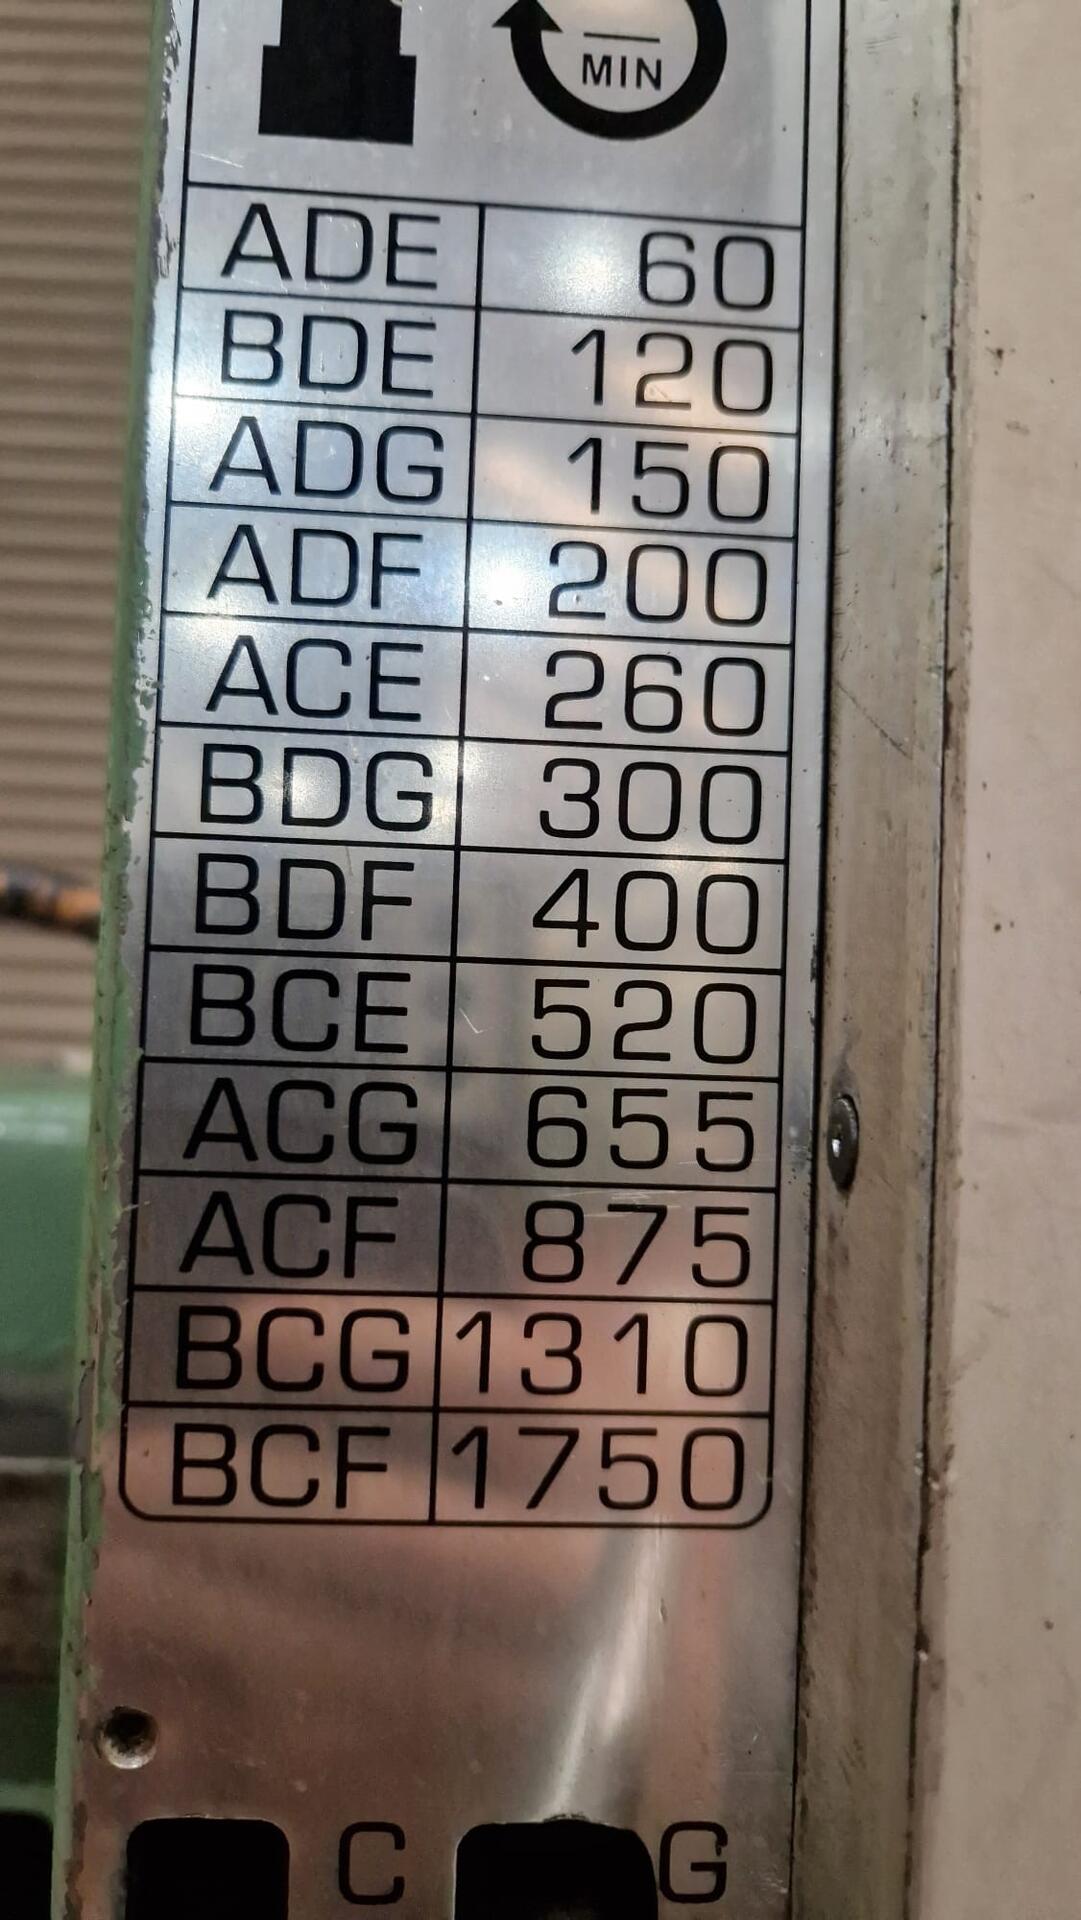 MIN
ADE 60
BDE 120
ADG 150
ADF 200
ACE 260
BDG 300
BDF 400
BCE 520
ACG 655
ACF 875
BCG 1310
BCF 1750
C G